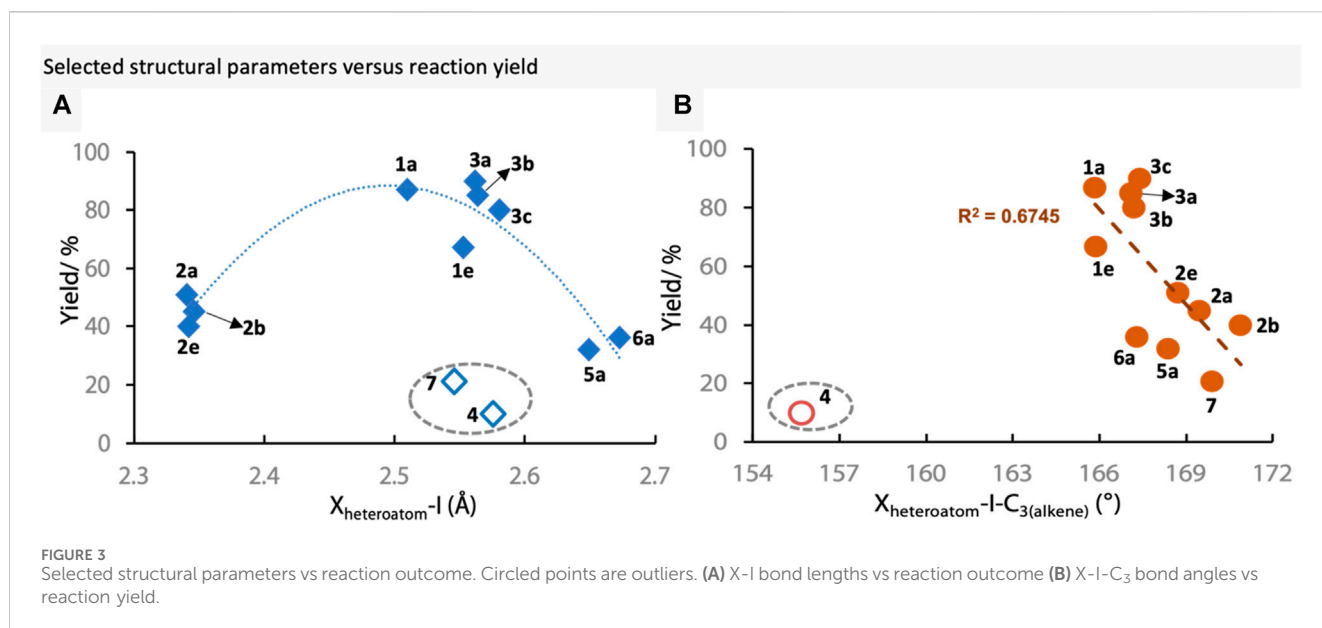 Selected structural parameters versus reaction yield
A
B
Yield/ %
100
80
60
40
20
0
2.3
2.4
2.5
2.6
2.7
1a
3a
3b
3c
1e
2a
2b
2e
6a
5a
7
4
Xheteroatom-I (Å)
Yield/ %
100
80
60
40
20
0
154
157
160
163
166
169
172
R² = 0.6745
1a
3c
3a
3b
1e
2e
2a
2b
6a
5a
7
4
Xheteroatom-I-C3(alkene) (°)
FIGURE 3
Selected structural parameters vs reaction outcome. Circled points are outliers. (A) X-I bond lengths vs reaction outcome (B) X-I-C₃ bond angles vs
reaction yield.